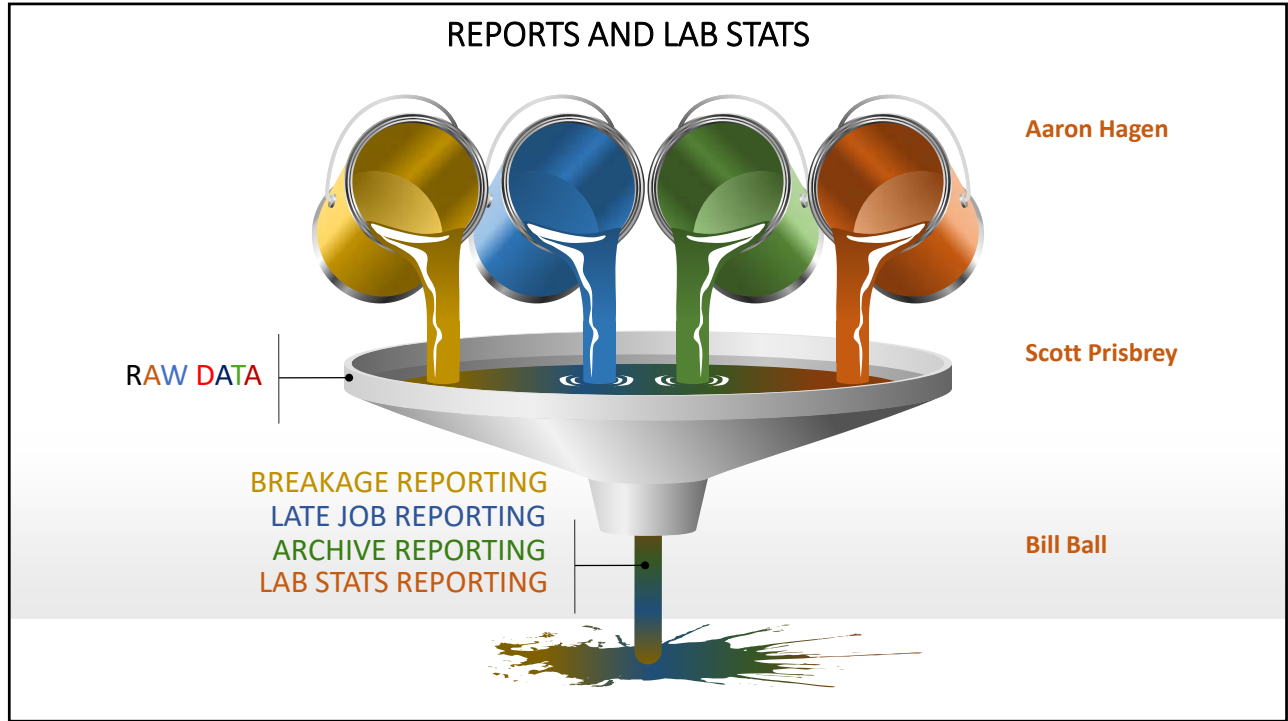 REPORTS AND LAB STATS
Aaron Hagen
Scott Prisbrey
RAW DATA
BREAKAGE REPORTING
LATE JOB REPORTING
ARCHIVE REPORTING
LAB STATS REPORTING
Bill Ball